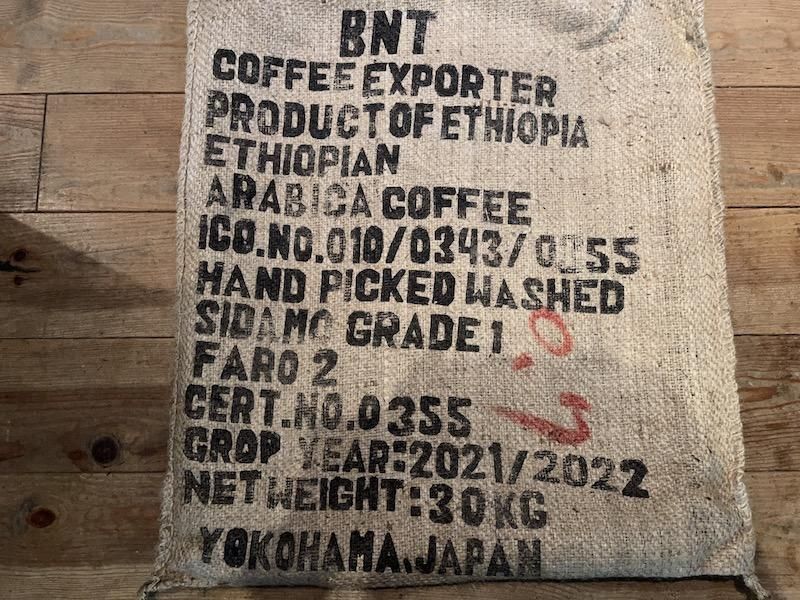 BNT
COFFEE EXPORTER
PRODUCT OF ETHIOPIA
ETHIOPIAN
ARABICA COFFEE
ICO.NO.010/0343/0355
HAND PICKED WASHED
SIDAMO GRADE 1
FARO 2
CERT.NO.0355
GROP YEAR:2021/2022
NET WEIGHT:30KG
YOKOHAMA.JAPAN